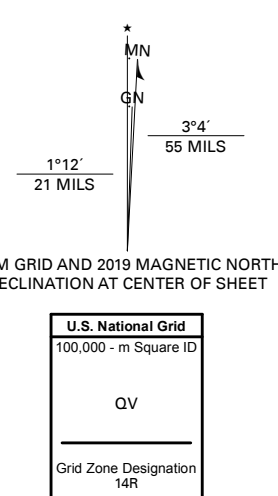 ★
MN
GN
3°4´
55 MILS
1°12´
21 MILS
M GRID AND 2019 MAGNETIC NORTH
ECLINATION AT CENTER OF SHEET
U.S. National Grid
100,000 - m Square ID
QV
Grid Zone Designation
14R